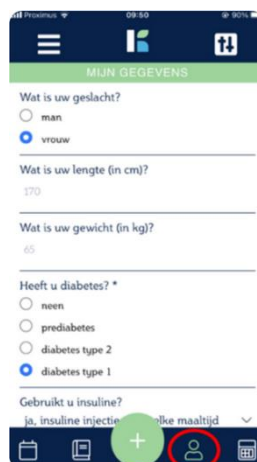 Proximus 09:50 90%
MIJN GEGEVENS
Wat is uw geslacht?
man
vrouw
Wat is uw lengte (in cm)?
170
Wat is uw gewicht (in kg)?
65
Heeft u diabetes? *
neen
prediabetes
diabetes type 2
diabetes type 1
Gebruikt u insuline?
ja, insuline injectie elke maaltijd